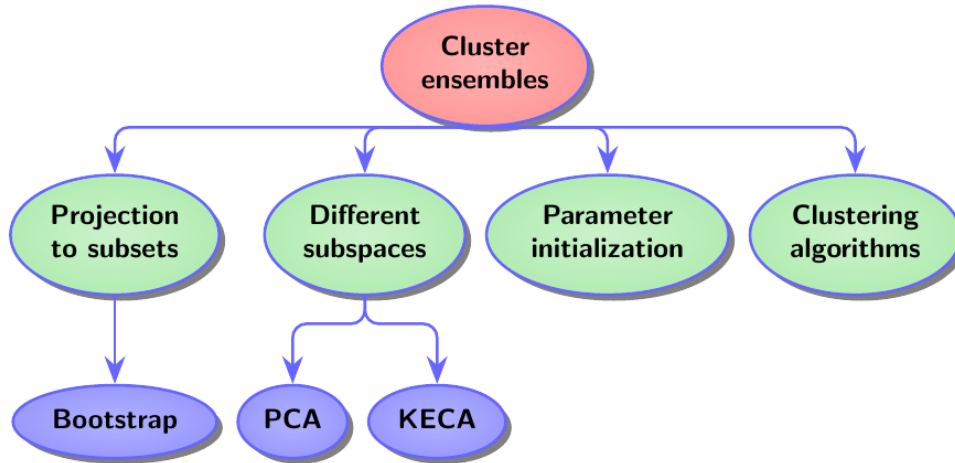 Cluster
ensembles
Projection
to subsets
Different
subspaces
Parameter
initialization
Clustering
algorithms
Bootstrap
PCA
KECA